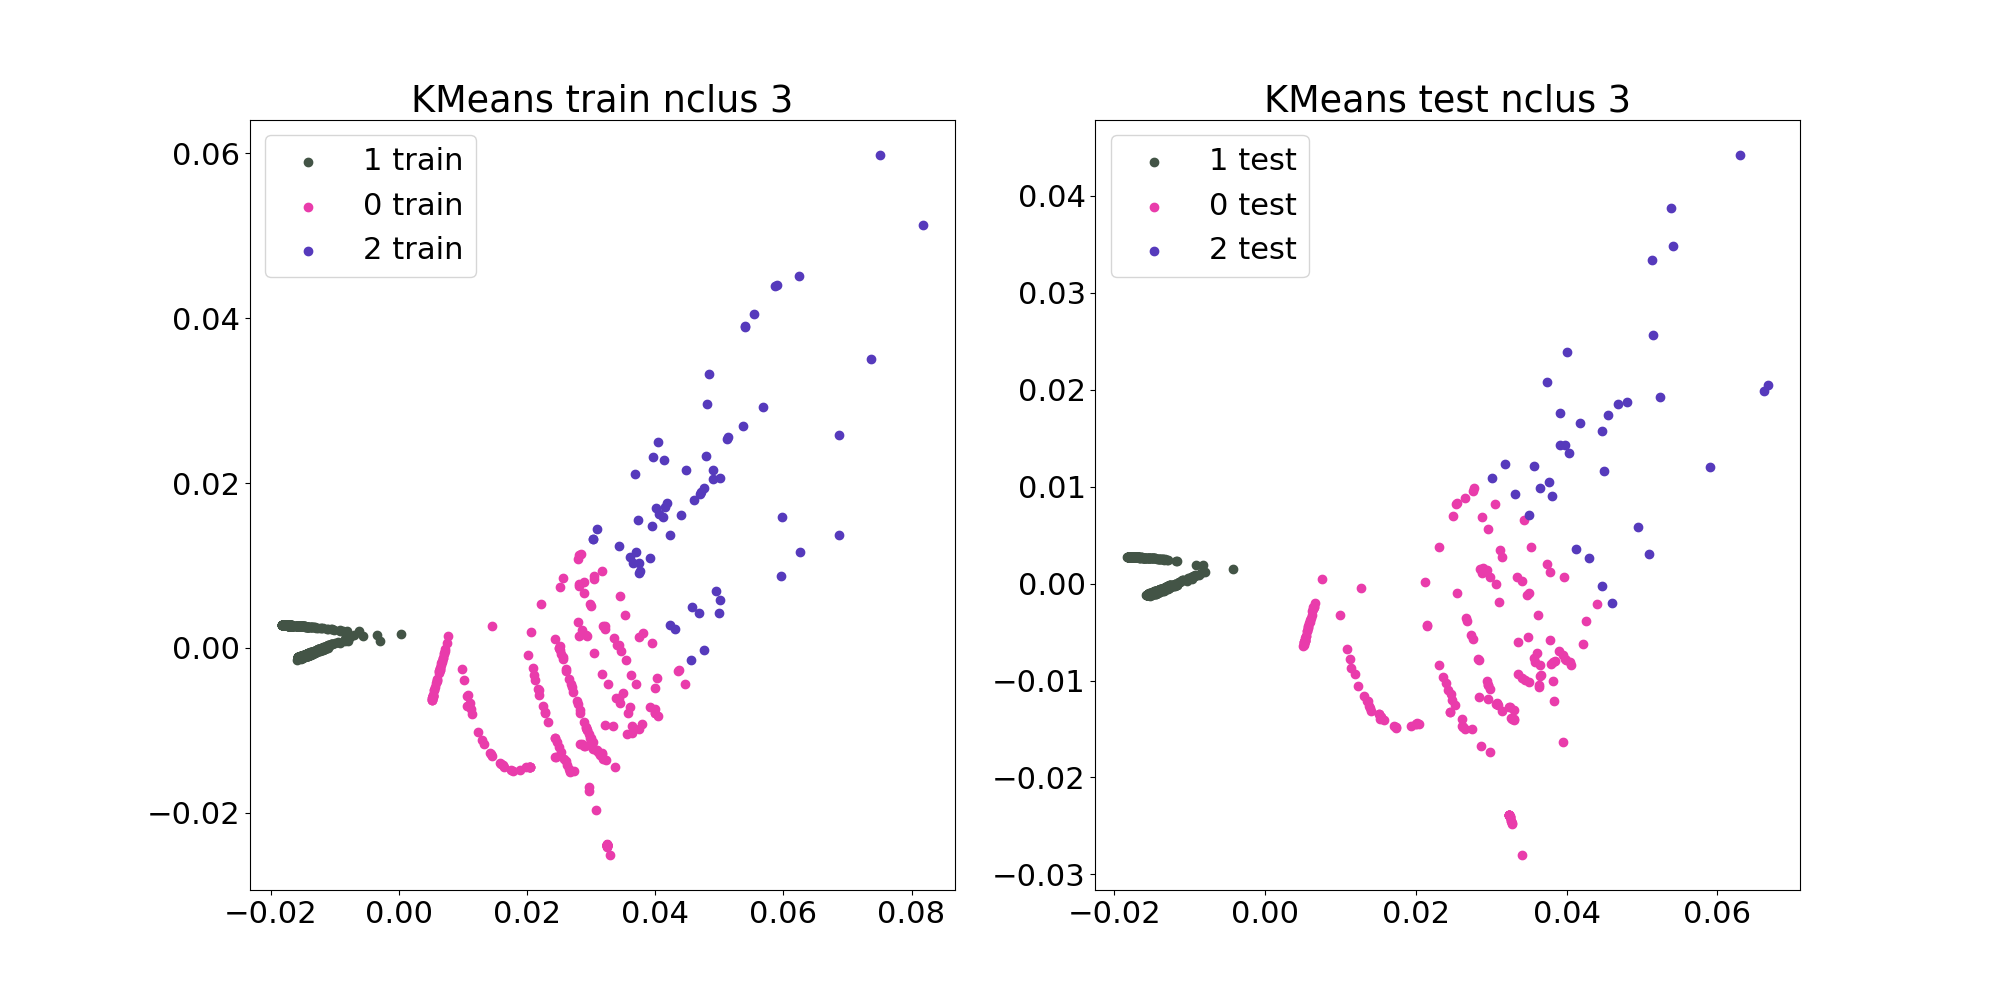 KMeans train nclus 3
1 train
0 train
2 train
0.06
0.04
0.02
0.00
−0.02
−0.02 0.00 0.02 0.04 0.06 0.08
KMeans test nclus 3
1 test
0 test
2 test
0.04
0.03
0.02
0.01
0.00
−0.01
−0.02
−0.03
−0.02 0.00 0.02 0.04 0.06